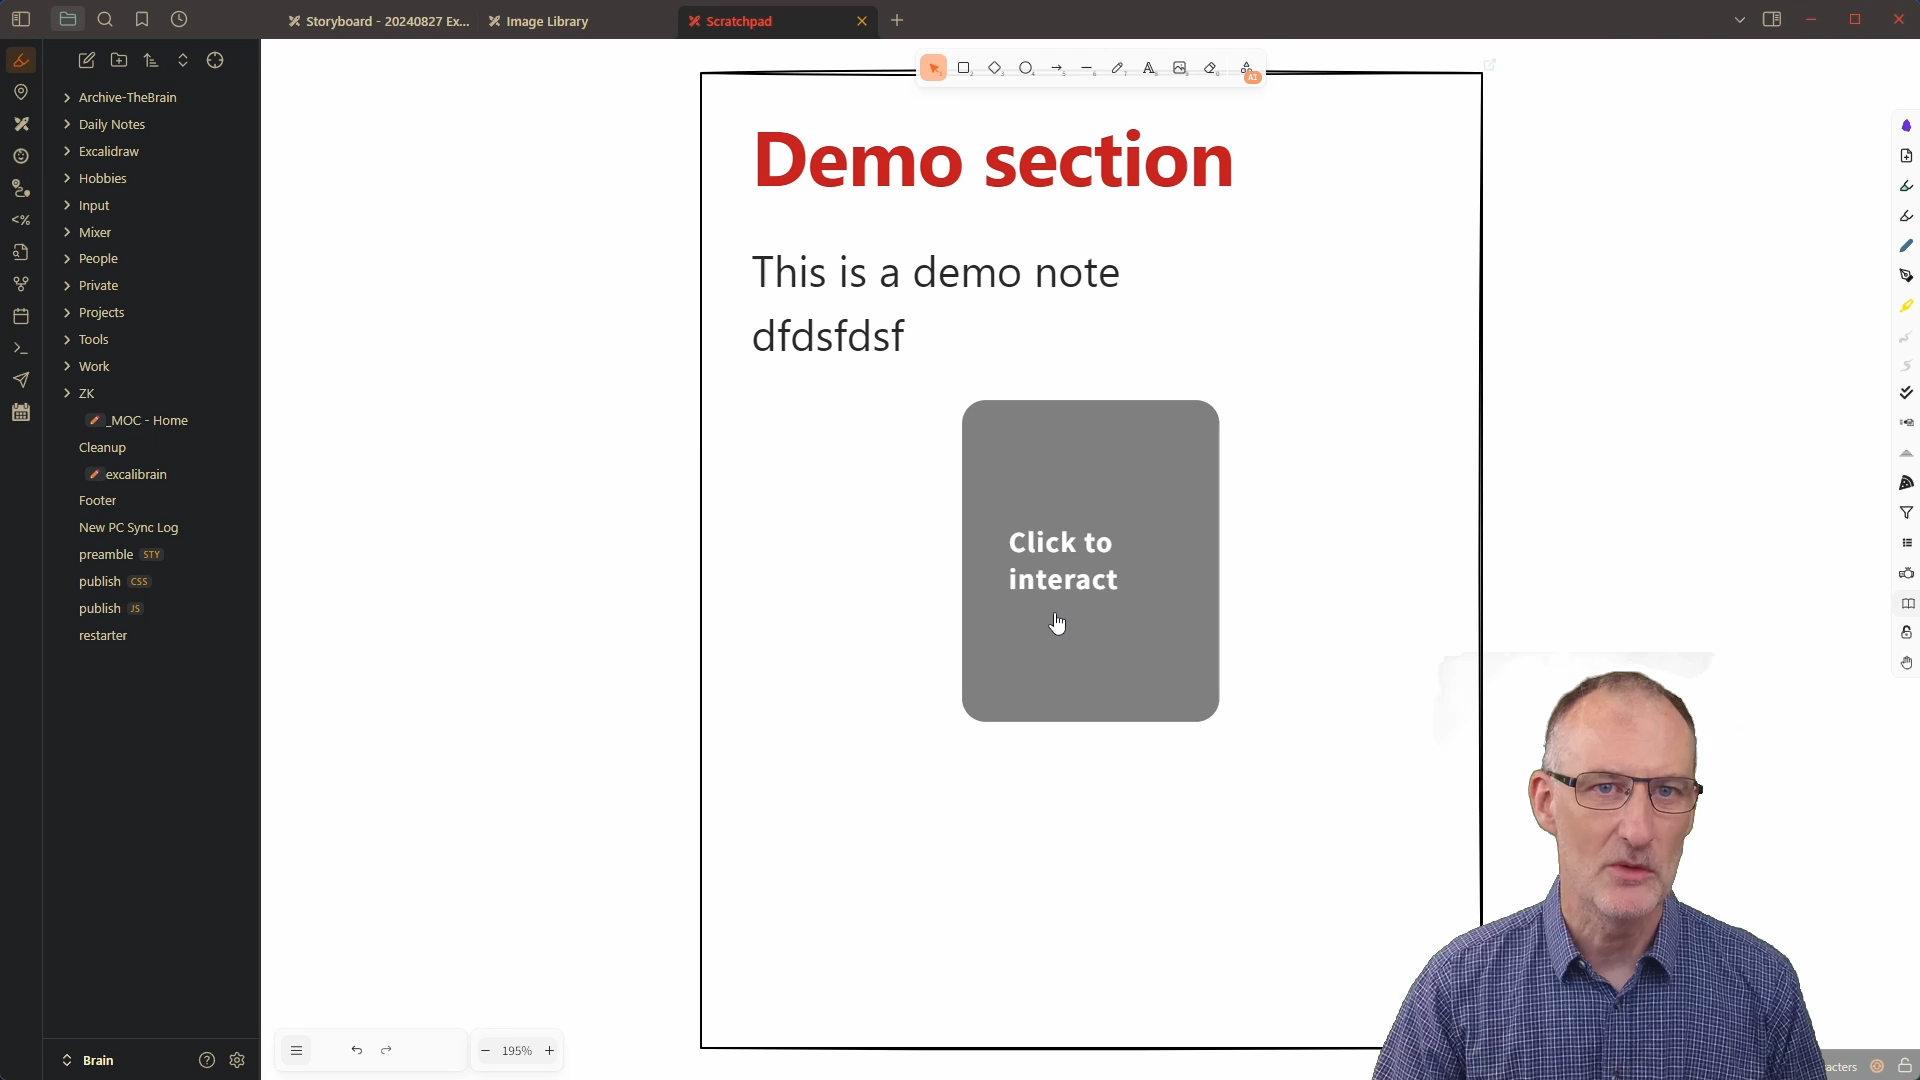 Storyboard - 20240827 Ex...
Image Library
Scratchpad
Archive-TheBrain
Daily Notes
Excalidraw
Hobbies
Input
Mixer
People
Private
Projects
Tools
Work
ZK
_MOC - Home
Cleanup
excalibrain
Footer
New PC Sync Log
preamble STY
publish CSS
publish JS
restarter
Brain
AI
Demo section
This is a demo note
dfdsfdsf
Click to
interact
195%
acters